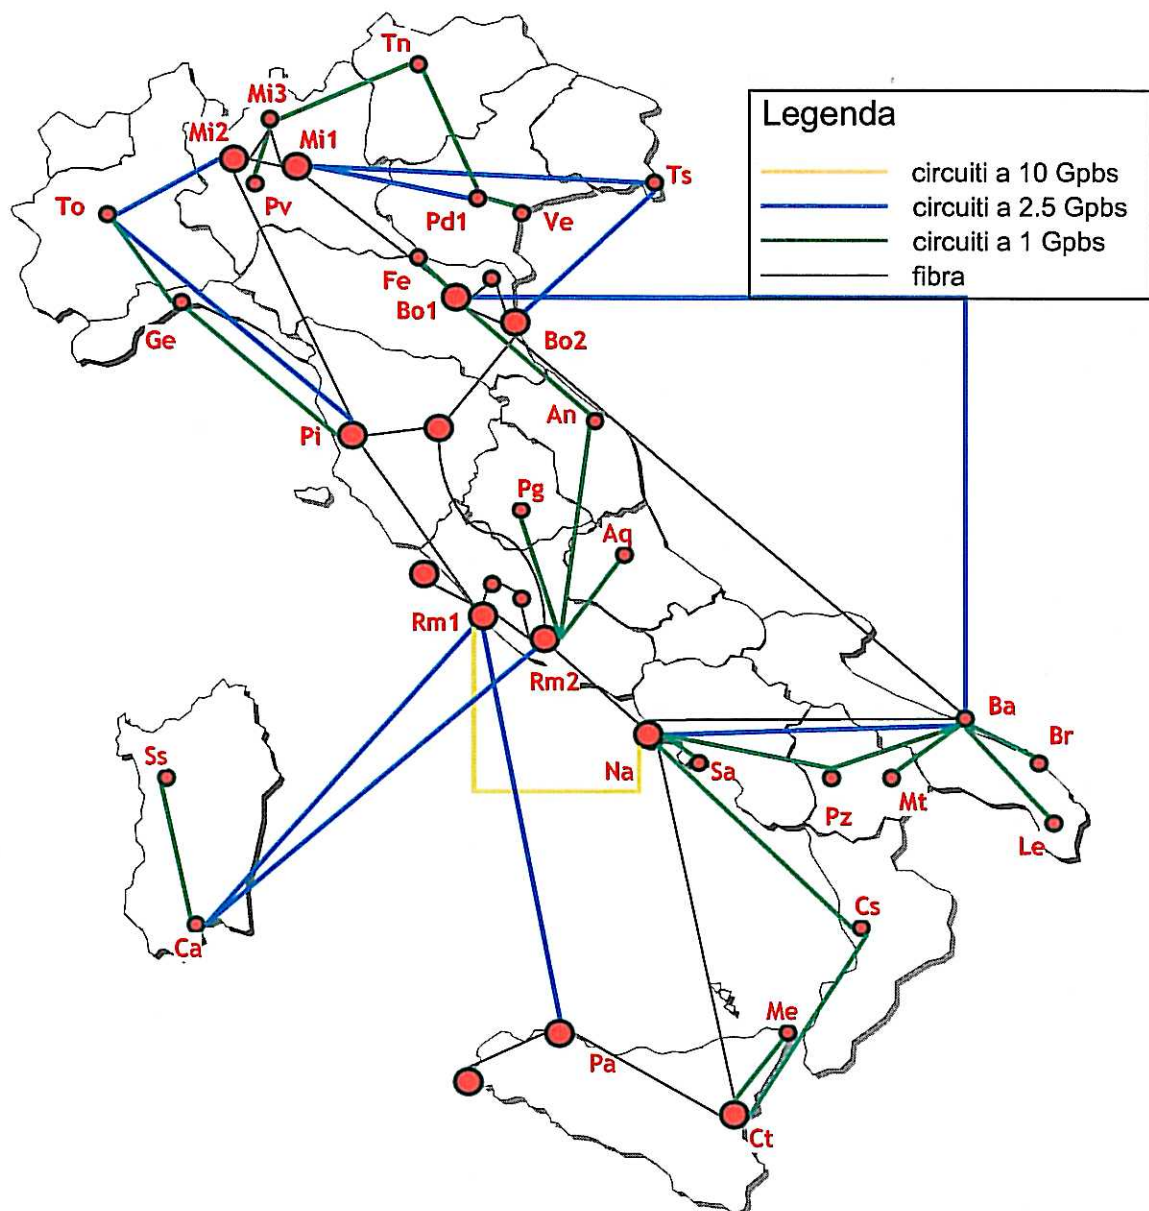 Tn
Mi3
Mi2
Mi1
Ts
To
Pv
Pd1
Ve
Fe
Bo1
Ge
Bo2
An
Pi
Pg
Aq
Rm1
Rm2
Ba
Br
Ss
Na
Sa
Pz
Mt
Le
Cs
Ca
Me
Pa
Ct
Legenda
circuiti a 10 Gpbs
circuiti a 2.5 Gpbs
circuiti a 1 Gpbs
fibra